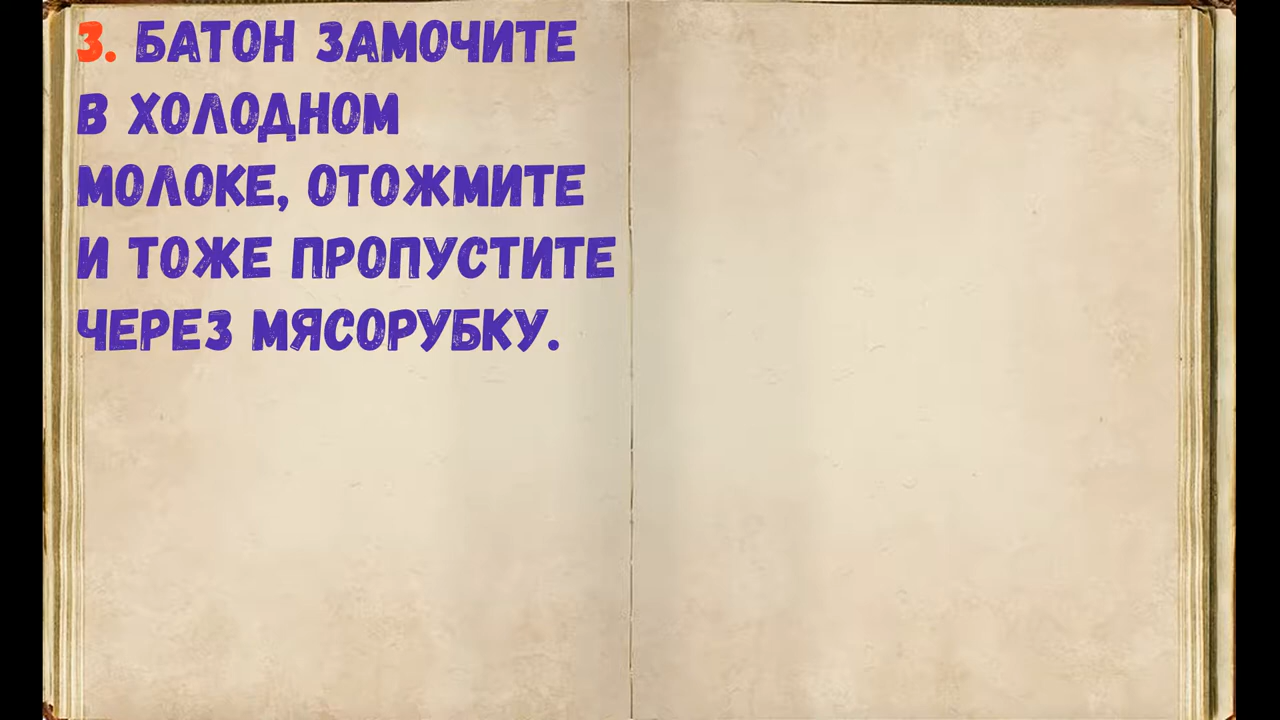 3. БАТОН ЗАМОЧИТЕ
В ХОЛОДНОМ
МОЛОКЕ, ОТОЖМИТЕ
И ТОЖЕ ПРОПУСТИТЕ
ЧЕРЕЗ МЯСОРУБКУ.